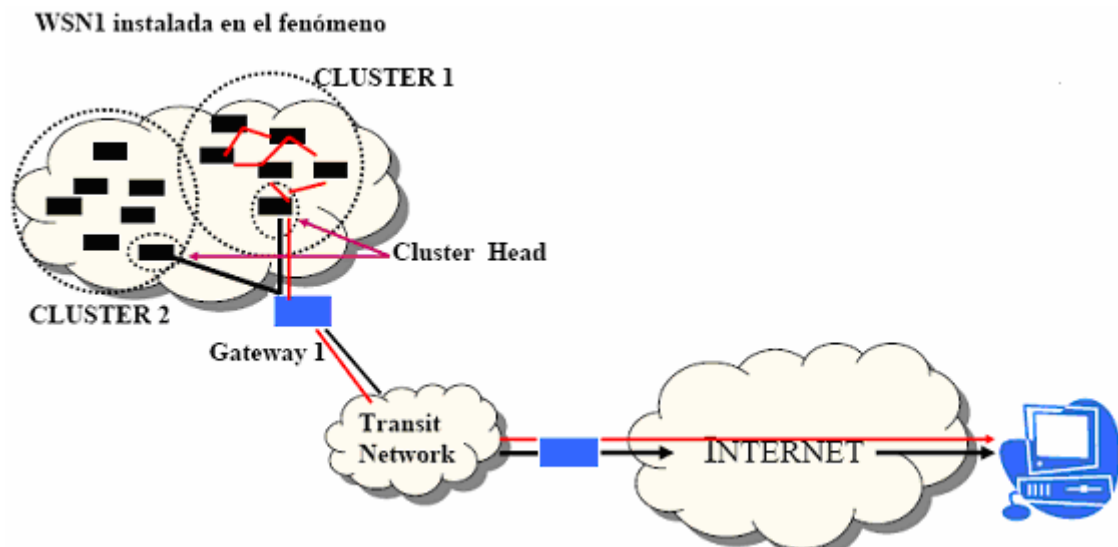 WSN1 instalada en el fenómeno
CLUSTER 1
Cluster Head
CLUSTER 2
Gateway 1
Transit
Network
INTERNET